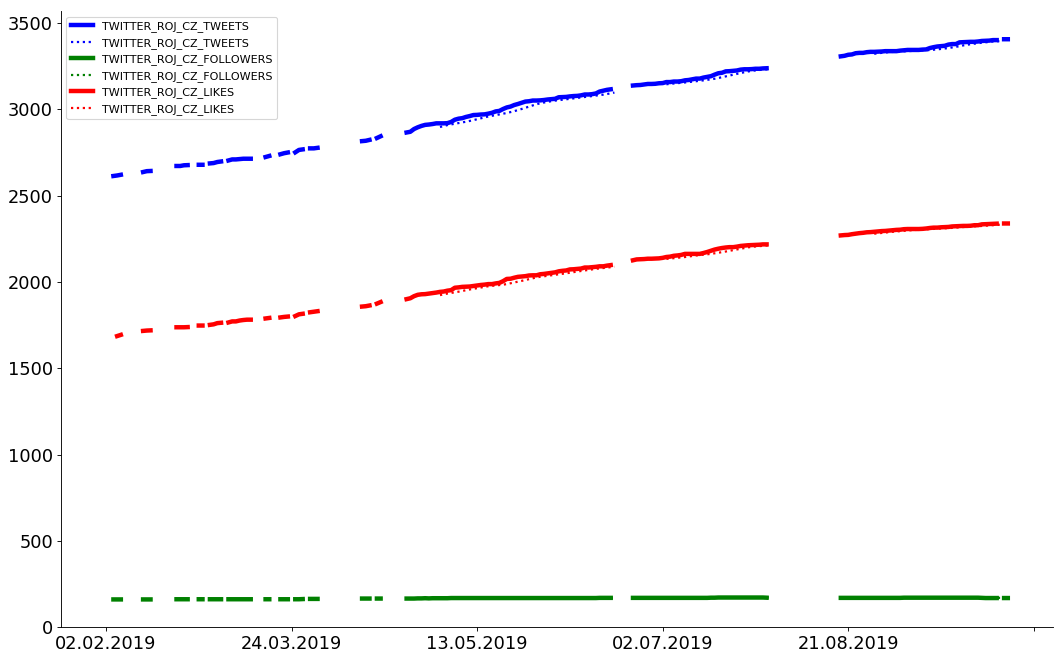 3500
3000
2500
2000
1500
1000
500
0
TWITTER_ROJ_CZ_TWEETS
TWITTER_ROJ_CZ_TWEETS
TWITTER_ROJ_CZ_FOLLOWERS
TWITTER_ROJ_CZ_FOLLOWERS
TWITTER_ROJ_CZ_LIKES
TWITTER_ROJ_CZ_LIKES
02.02.2019 24.03.2019 13.05.2019 02.07.2019 21.08.2019